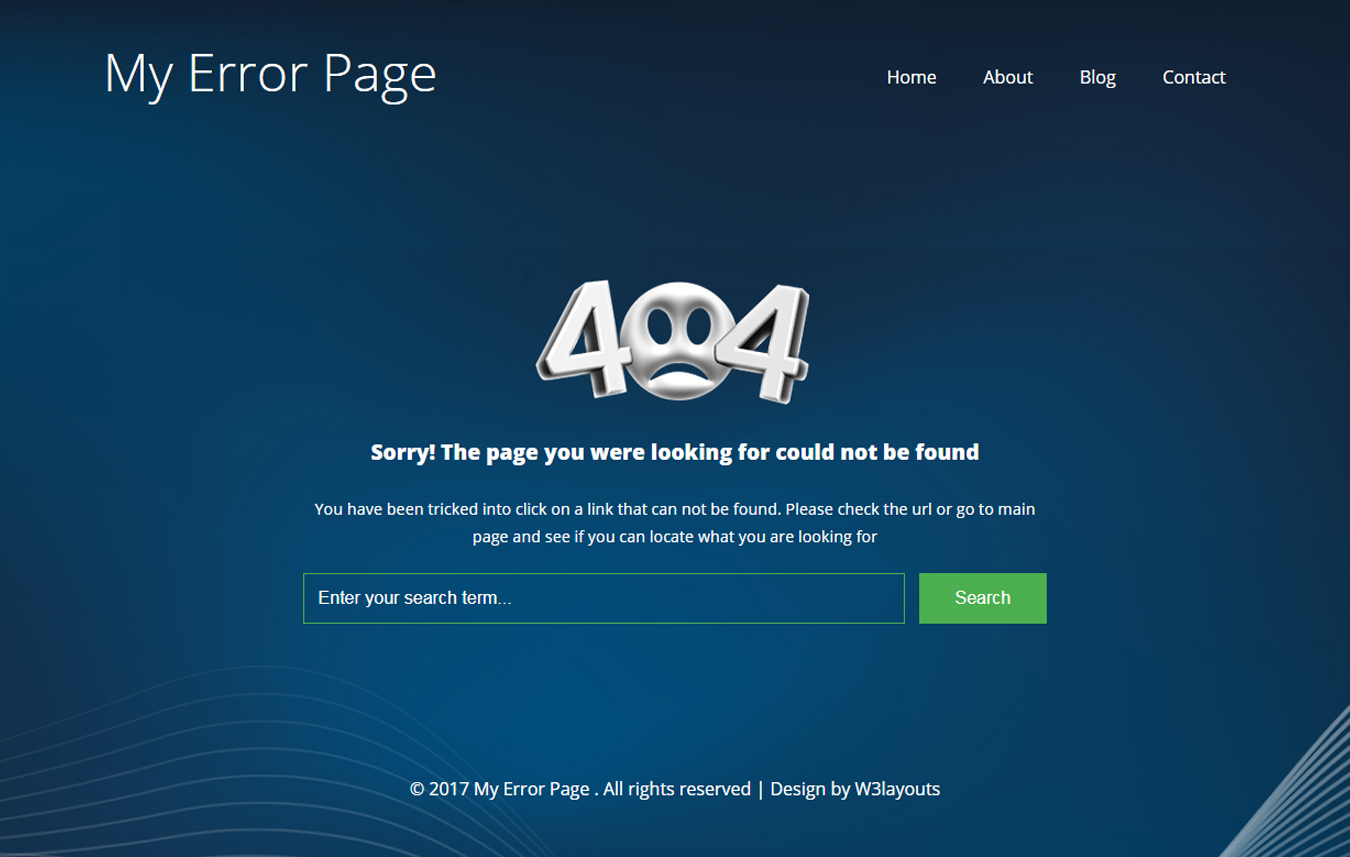 My Error Page
Home About Blog Contact
404
Sorry! The page you were looking for could not be found
You have been tricked into click on a link that can not be found. Please check the url or go to main
page and see if you can locate what you are looking for
Enter your search term...
Search
© 2017 My Error Page . All rights reserved | Design by W3layouts